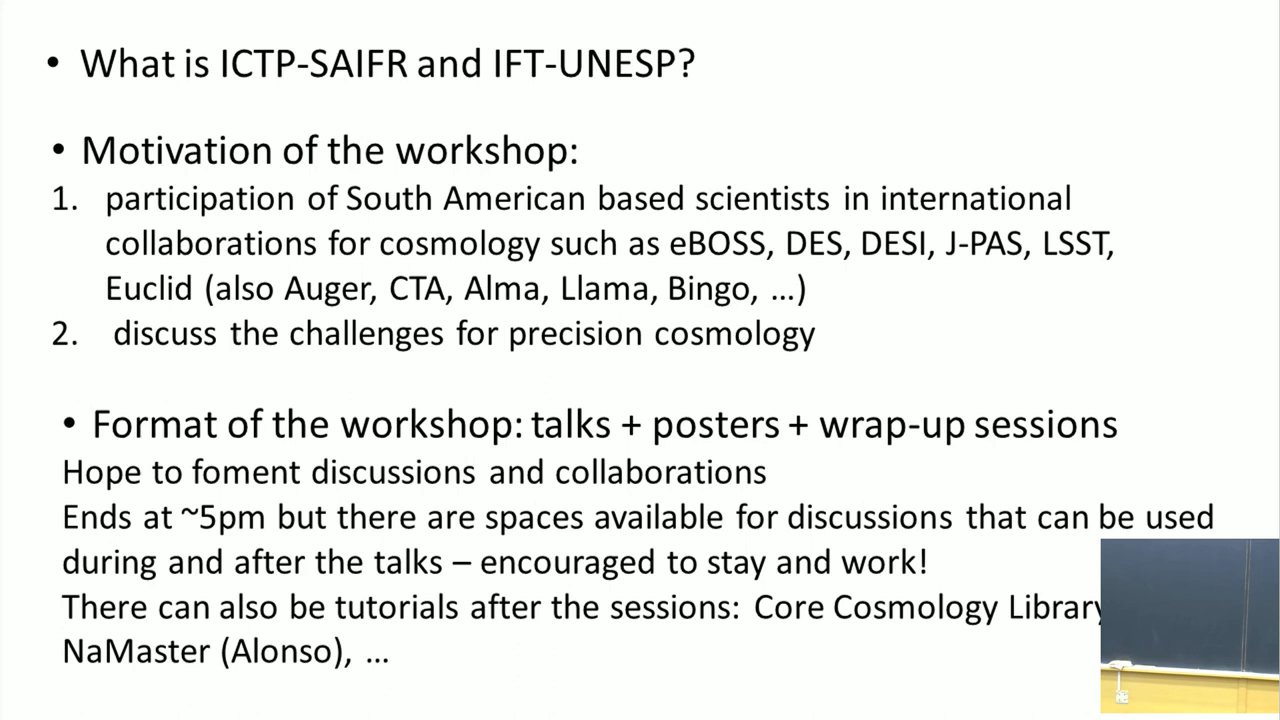 • What is ICTP-SAIFR and IFT-UNESP?
• Motivation of the workshop:
1. participation of South American based scientists in international
collaborations for cosmology such as eBOSS, DES, DESI, J-PAS, LSST,
Euclid (also Auger, CTA, Alma, Llama, Bingo, ...)
2. discuss the challenges for precision cosmology
• Format of the workshop: talks + posters + wrap-up sessions
Hope to foment discussions and collaborations
Ends at ~5pm but there are spaces available for discussions that can be used
during and after the talks – encouraged to stay and work!
There can also be tutorials after the sessions: Core Cosmology Library
NaMaster (Alonso), ...